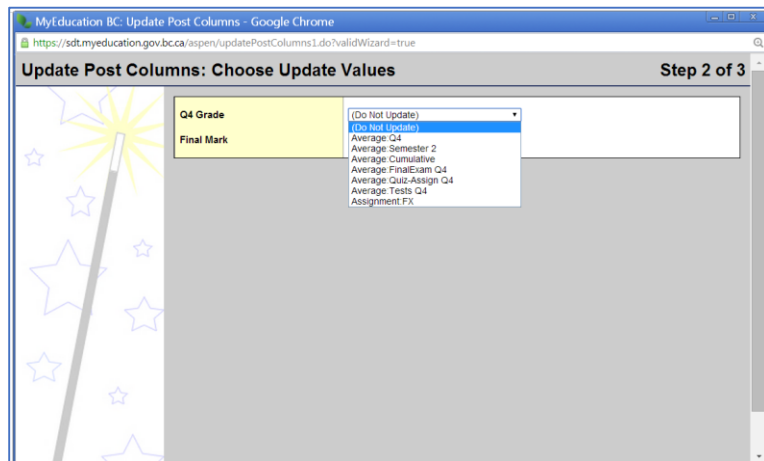 MyEducation BC: Update Post Columns - Google Chrome
https://sdt.myeducation.gov.bc.ca/aspen/updatePostColumns1.do?validWizard=true
Update Post Columns: Choose Update Values Step 2 of 3
Q4 Grade (Do Not Update)
(Do Not Update)
Final Mark Average:Q4
Average:Semester 2
Average:Cumulative
Average:FinalExam Q4
Average:Quiz-Assign Q4
Average:Tests Q4
Assignment:FX